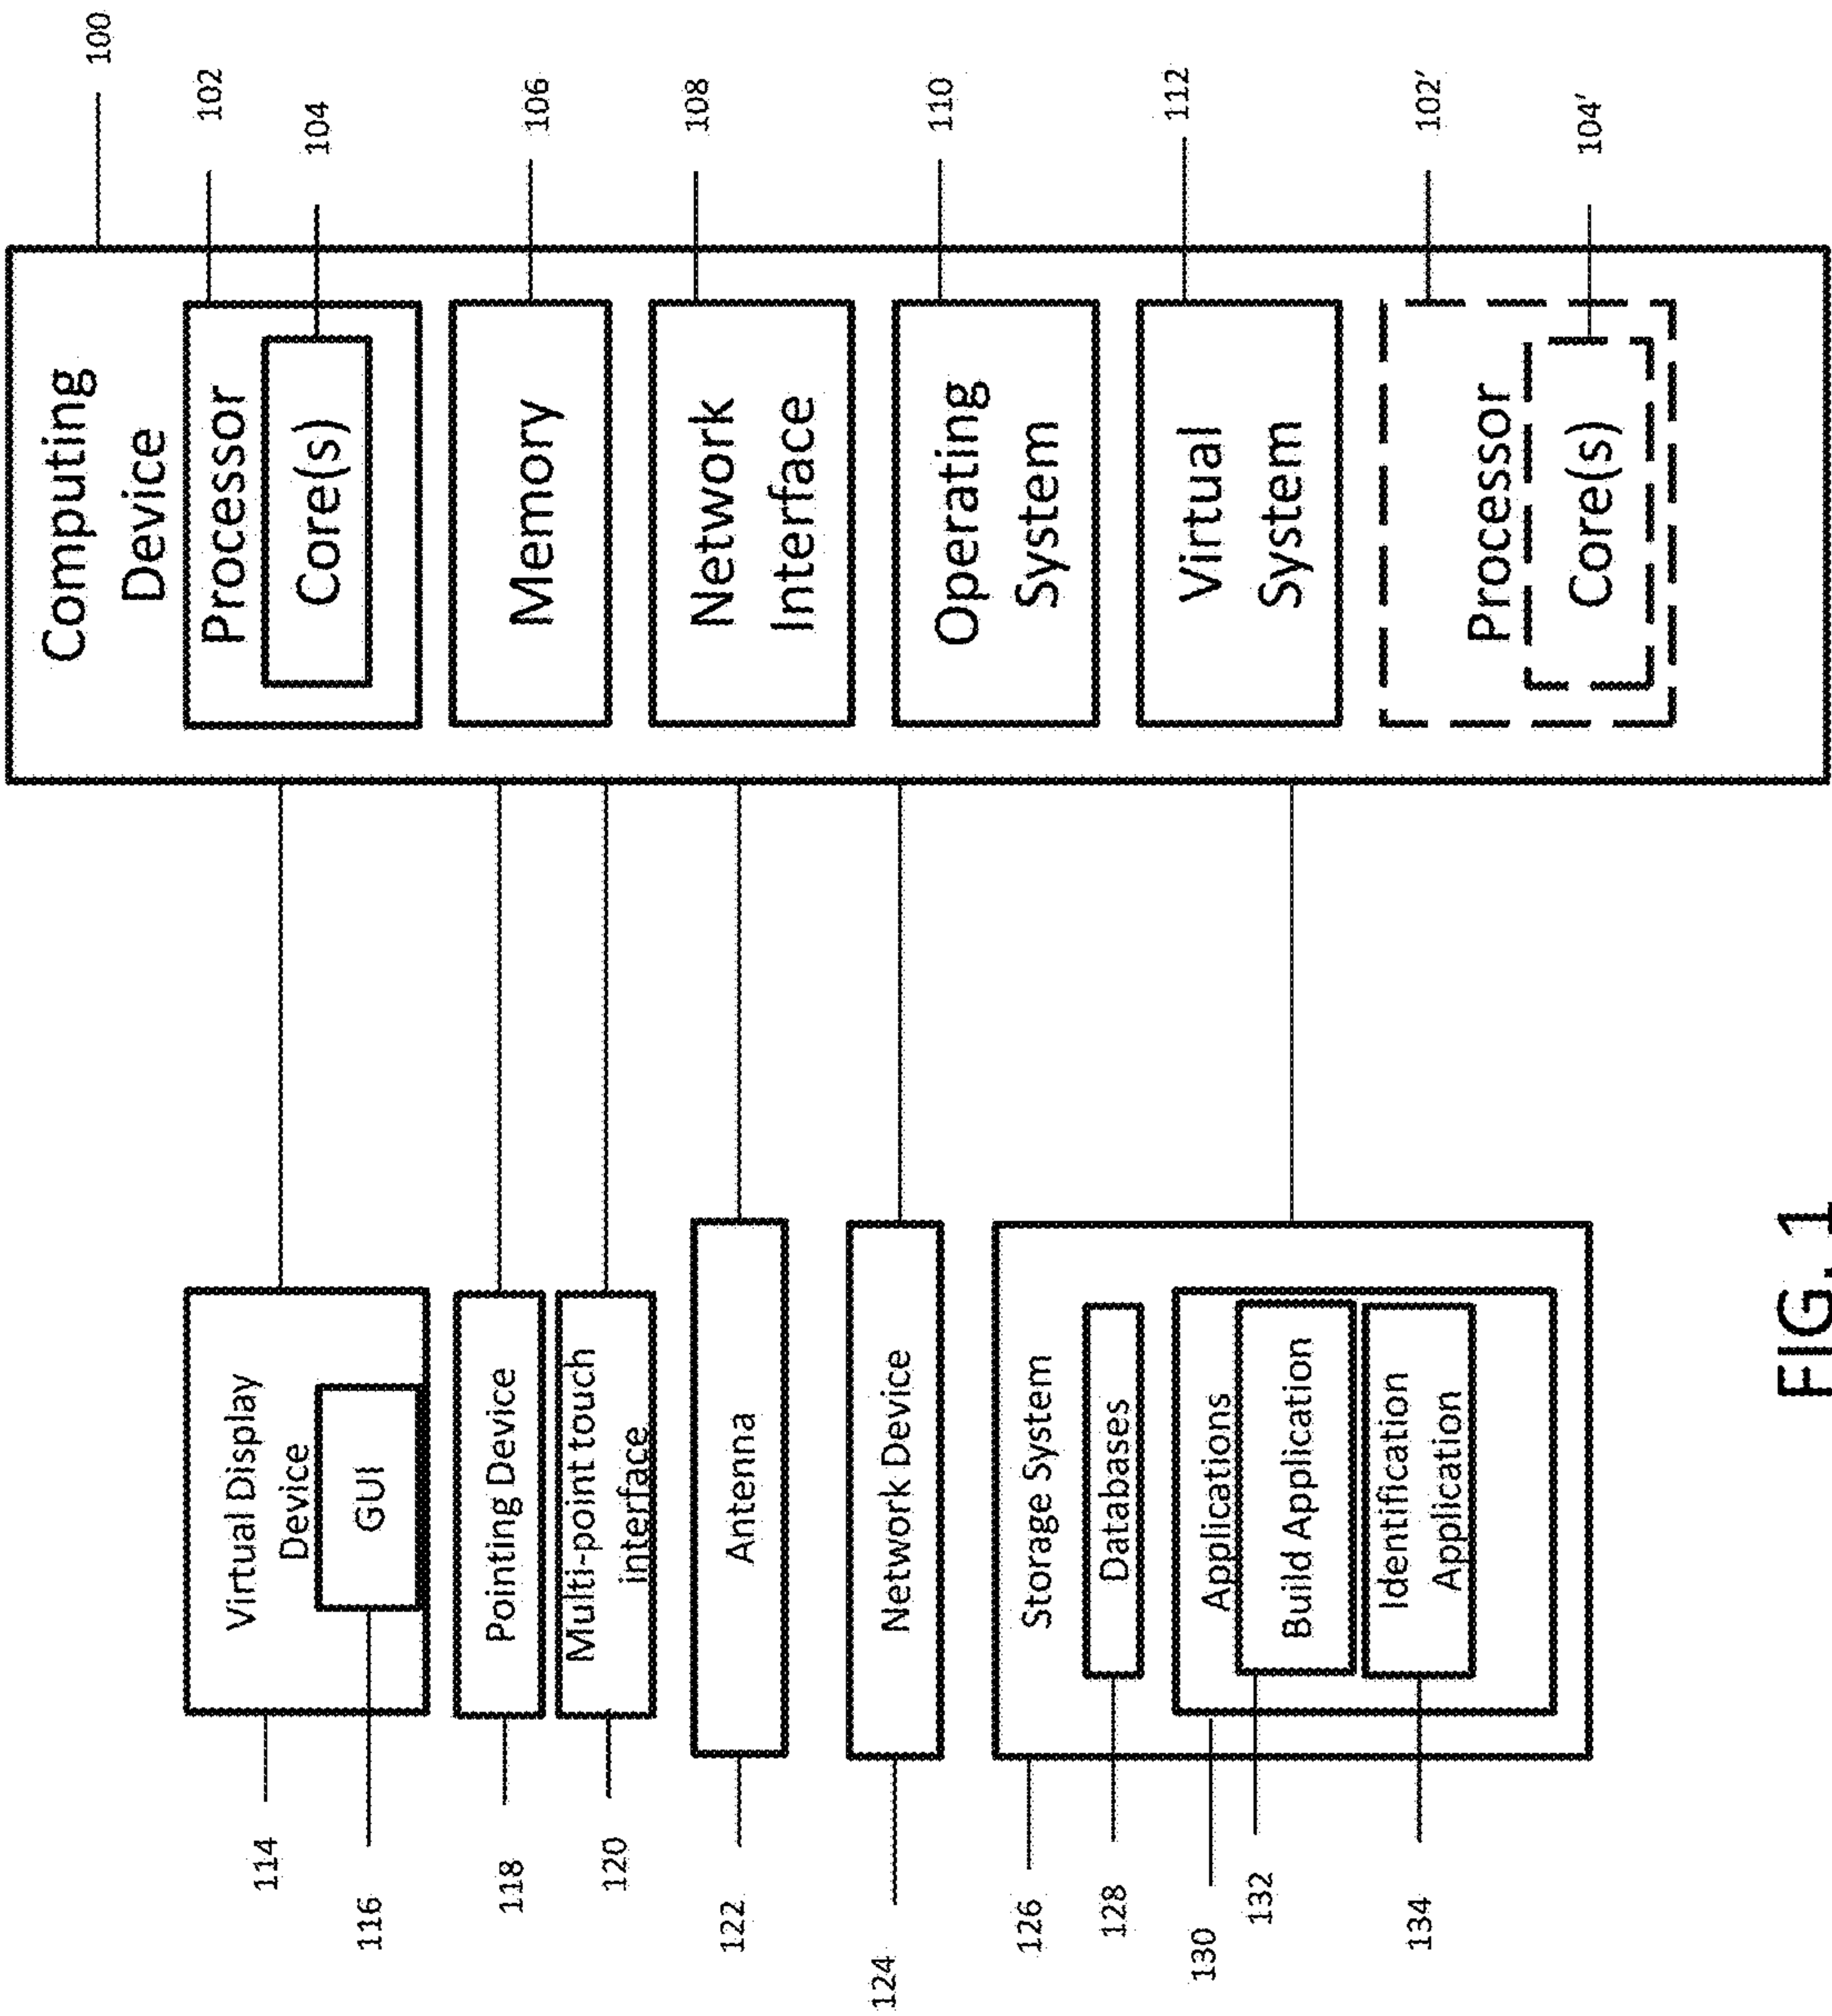 100
Computing
Device
102
Processor
104
Core(s)
106
Memory
108
Network
Interface
110
Operating
System
112
Virtual
System
102'
Processor
104'
Core(s)
114
Virtual Display
Device
116
GUI
118
Pointing Device
120
Multi-point touch
interface
122
Antenna
124
Network Device
126
Storage System
128
Databases
130
Applications
132
Build Application
134
Identification
Application
FIG. 1